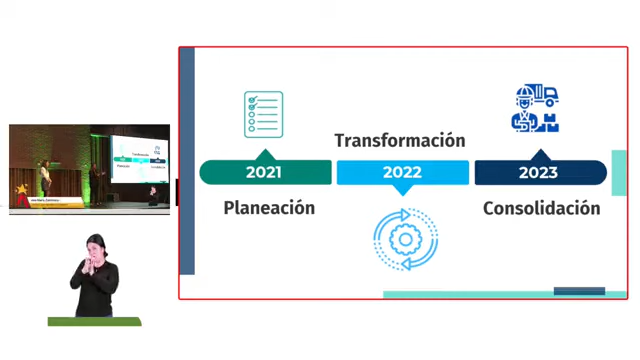 Transformación
2021
2022
2023
Planeación
Consolidación